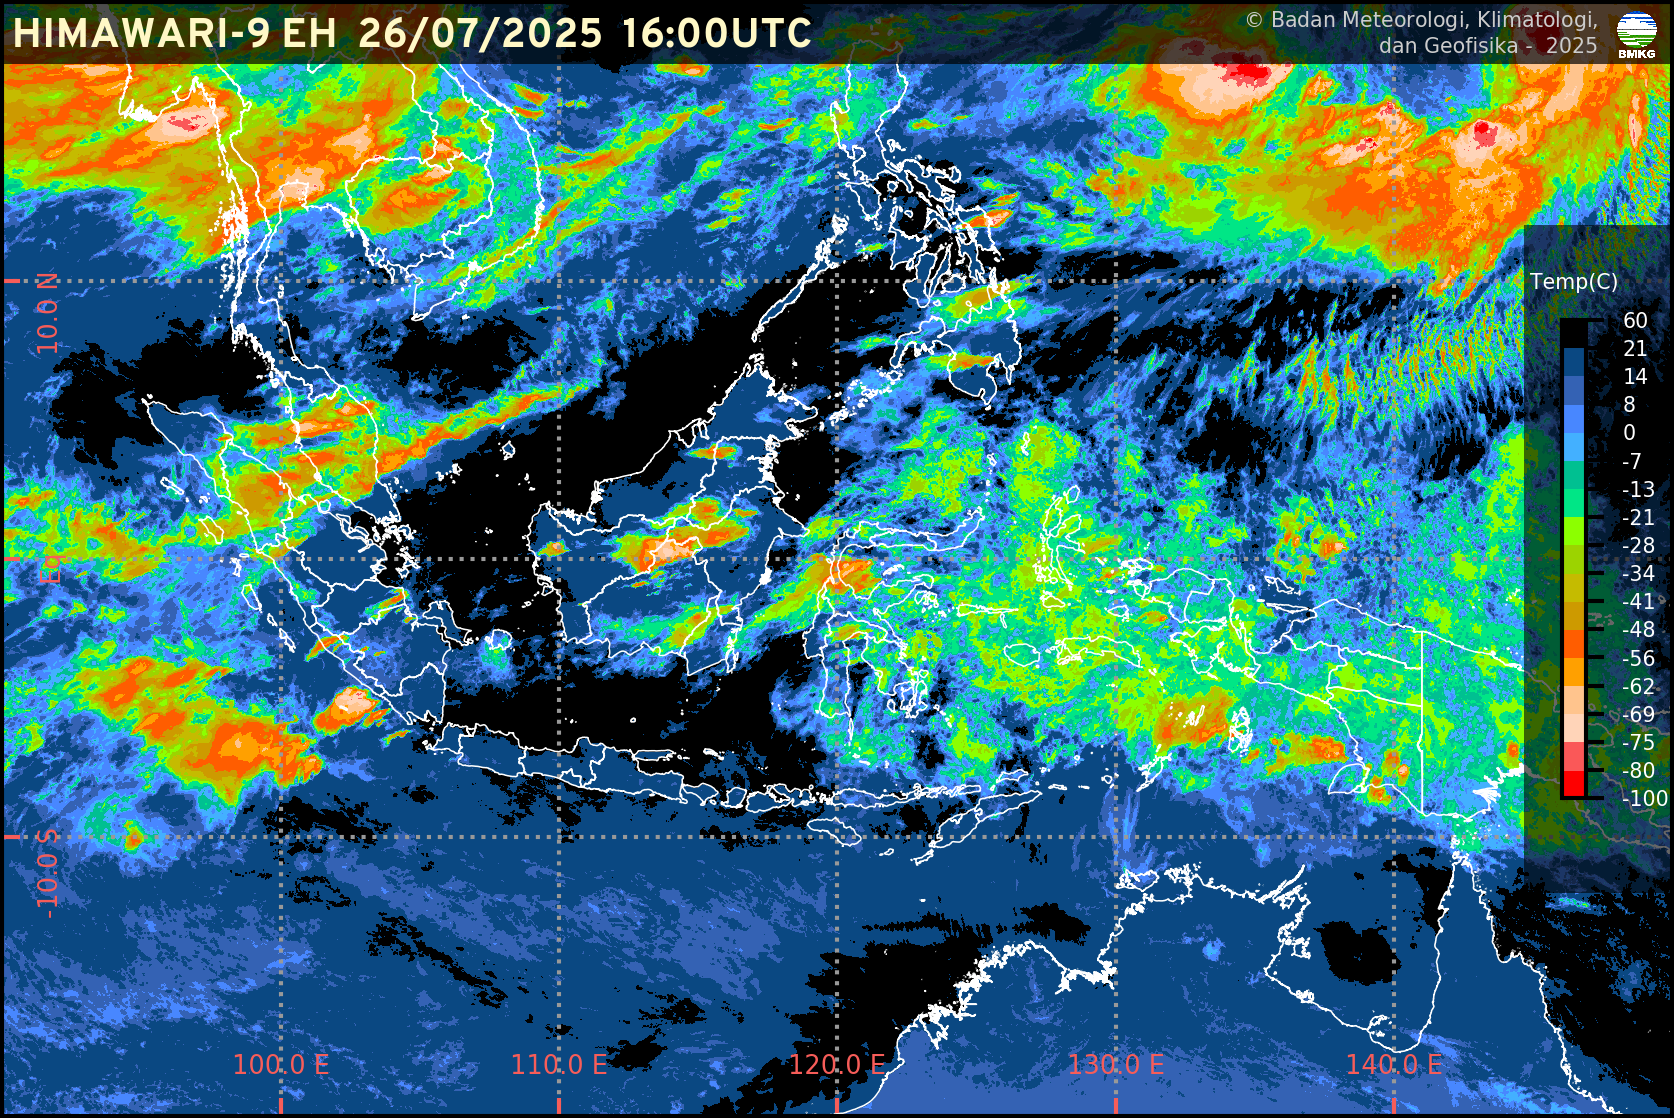 HIMAWARI-9 EH 26/07/2025 16:00UTC
© Badan Meteorologi, Klimatologi,
dan Geofisika - 2025
BMKG
Temp(C)
60
21
14
8
0
-7
-13
-21
-28
-34
-41
-48
-56
-62
-69
-75
-80
-100
10.0 N
Eq
-10.0 S
100.0 E
110.0 E
120.0 E
130.0 E
140.0 E